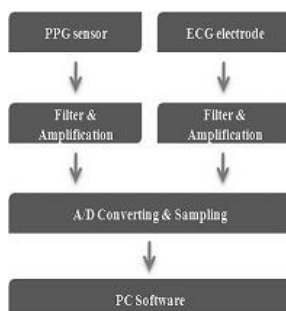 PPG sensor
ECG electrode
Filter &
Amplification
Filter &
Amplification
A/D Converting & Sampling
PC Software